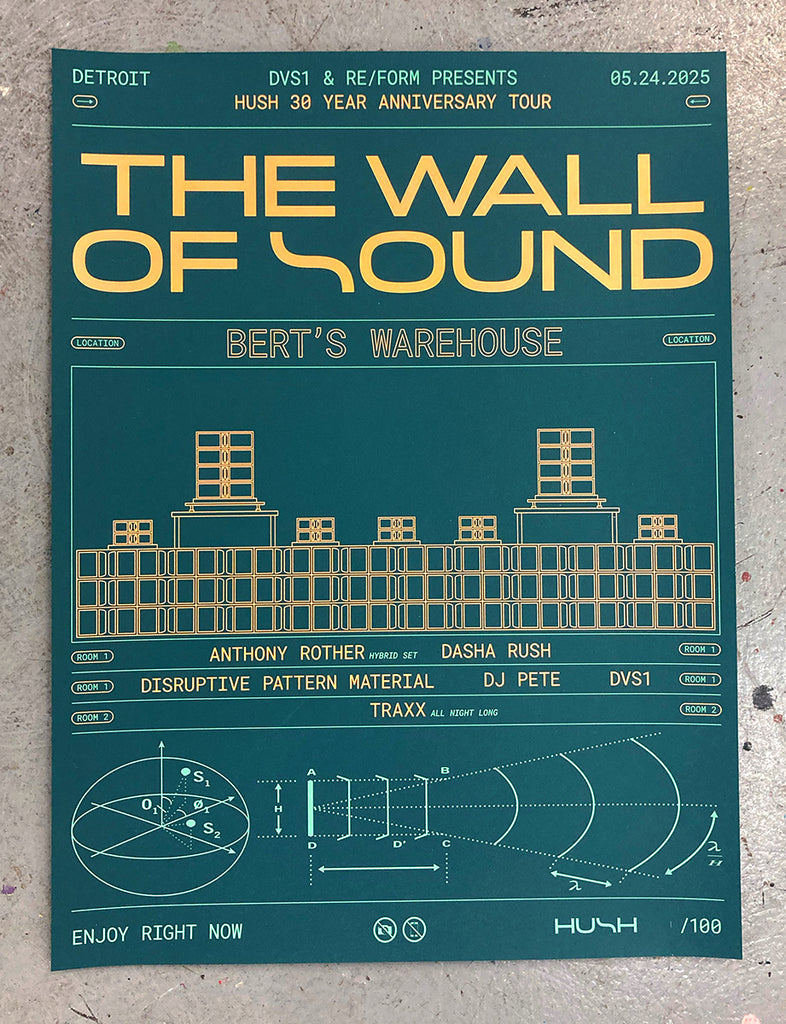 DETROIT DVS1 & RE/FORM PRESENTS 05.24.2025
HUSH 30 YEAR ANNIVERSARY TOUR
THE WALL
OF SOUND
LOCATION BERT'S WAREHOUSE LOCATION
ROOM 1 ANTHONY ROTHER HYBRID SET DASHA RUSH ROOM 1
ROOM 1 DISRUPTIVE PATTERN MATERIAL DJ PETE DVS1 ROOM 1
ROOM 2 TRAXX ALL NIGHT LONG ROOM 2
S1
O1 Ø1
S2
A B
H
D D' C
λ
λ/H
ENJOY RIGHT NOW HUSH /100